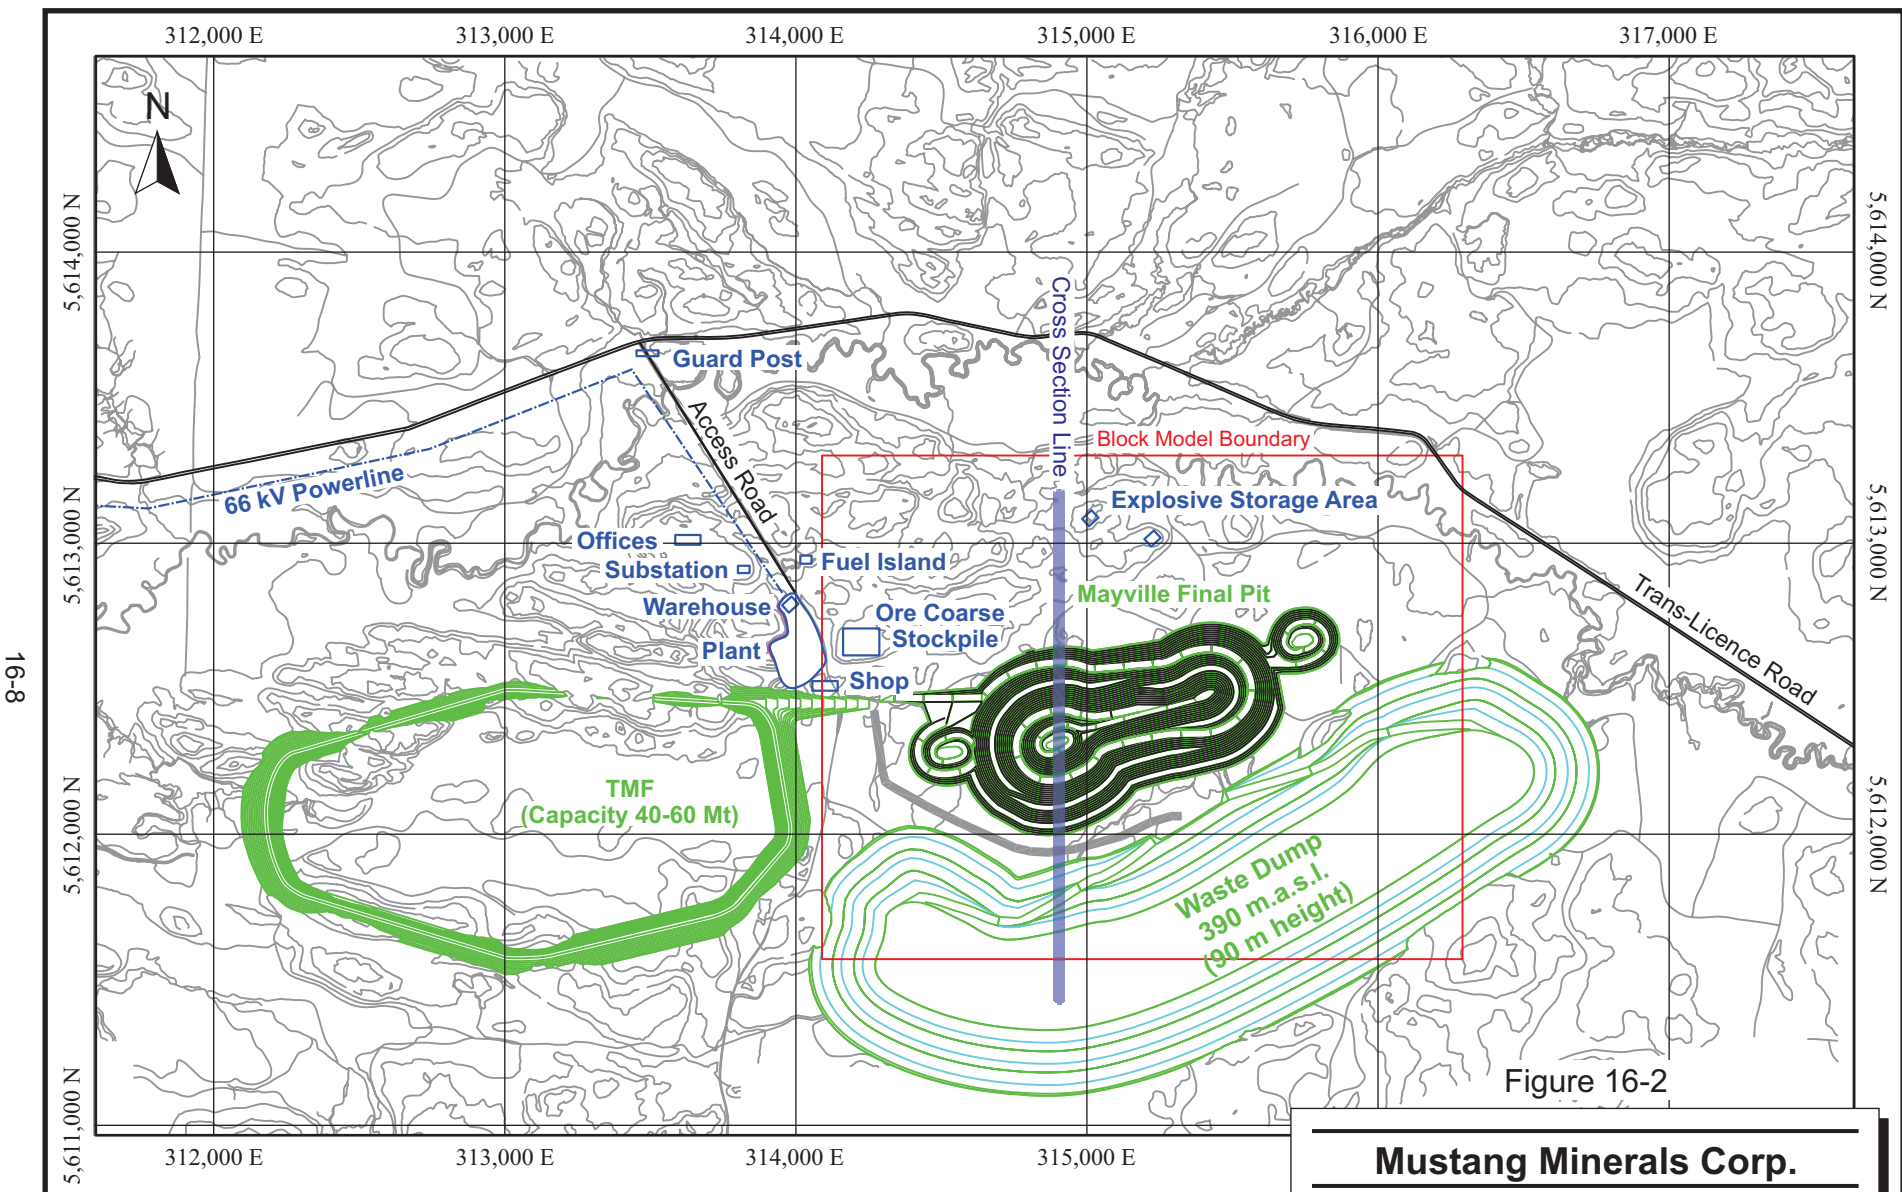 312,000 E 313,000 E 314,000 E 315,000 E 316,000 E 317,000 E
N
5,614,000 N
5,614,000 N
Cross Section Line
Guard Post
Access Road
Block Model Boundary
66 kV Powerline
Explosive Storage Area
5,613,000 N
5,613,000 N
Offices
Substation
Fuel Island
Mayville Final Pit
Warehouse
Ore Coarse
Stockpile
Plant
Trans-Licence Road
Shop
16-8
TMF
(Capacity 40-60 Mt)
5,612,000 N
5,612,000 N
Waste Dump
390 m.a.s.l.
(90 m height)
5,611,000 N
Figure 16-2
312,000 E 313,000 E 314,000 E 315,000 E
Mustang Minerals Corp.